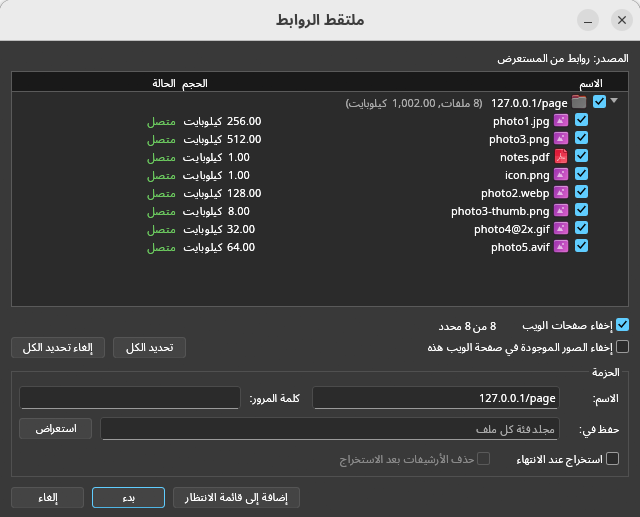 ملتقط الروابط
المصدر: روابط من المستعرض
الاسم الحجم الحالة
127.0.0.1/page (8 ملفات, 1,002.00 كيلوبايت)
photo1.jpg 256.00 كيلوبايت متصل
photo3.png 512.00 كيلوبايت متصل
notes.pdf 1.00 كيلوبايت متصل
icon.png 1.00 كيلوبايت متصل
photo2.webp 128.00 كيلوبايت متصل
photo3-thumb.png 8.00 كيلوبايت متصل
photo4@2x.gif 32.00 كيلوبايت متصل
photo5.avif 64.00 كيلوبايت متصل
إخفاء صفحات الويب 8 من 8 محدد
إخفاء الصور الموجودة في صفحة الويب هذه تحديد الكل إلغاء تحديد الكل
الحزمة
الاسم: 127.0.0.1/page كلمة المرور:
حفظ في: مجلد فئة كل ملف استعراض
استخراج عند الانتهاء حذف الأرشيفات بعد الاستخراج
إضافة إلى قائمة الانتظار بدء إلغاء